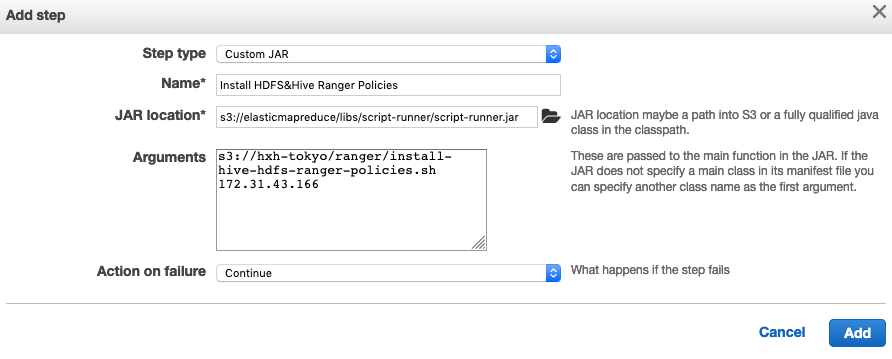 Add step
Step type Custom JAR
Name* Install HDFS&Hive Ranger Policies
JAR location* s3://elasticmapreduce/libs/script-runner/script-runner.jar
JAR location maybe a path into S3 or a fully qualified java
class in the classpath.
Arguments
s3://hxh-tokyo/ranger/install-
hive-hdfs-ranger-policies.sh
172.31.43.166
These are passed to the main function in the JAR. If the
JAR does not specify a main class in its manifest file you
can specify another class name as the first argument.
Action on failure Continue
What happens if the step fails
Cancel Add